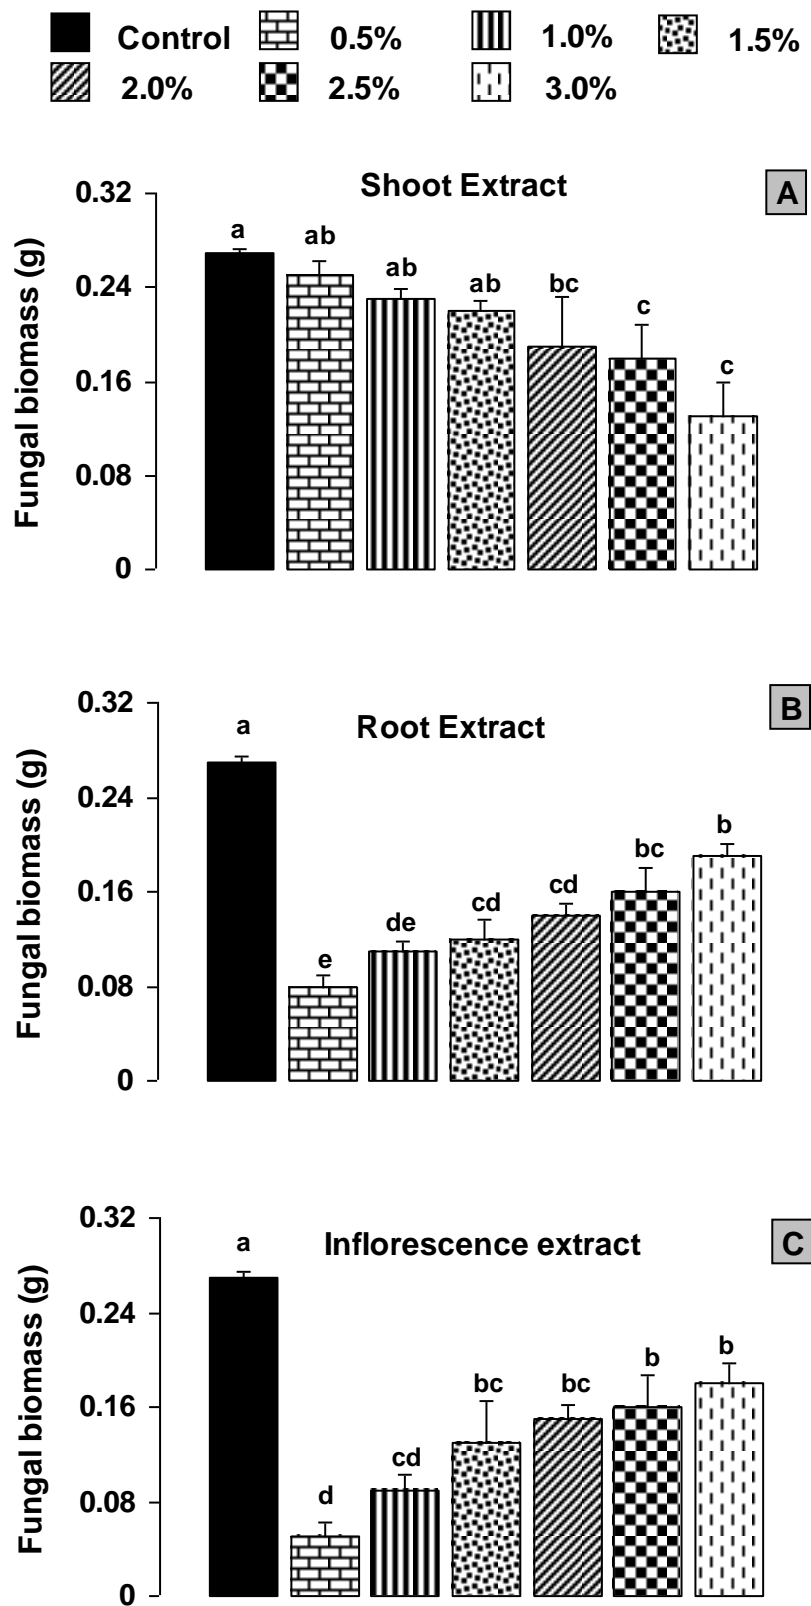 Control 0.5% 1.0% 1.5%
2.0% 2.5% 3.0%
Shoot Extract A
Fungal biomass (g)
0.32
0.24
0.16
0.08
0
a ab ab ab bc c c
Root Extract B
Fungal biomass (g)
0.32
0.24
0.16
0.08
0
a e de cd cd bc b
Inflorescence extract C
Fungal biomass (g)
0.32
0.24
0.16
0.08
0
a d cd bc bc b b